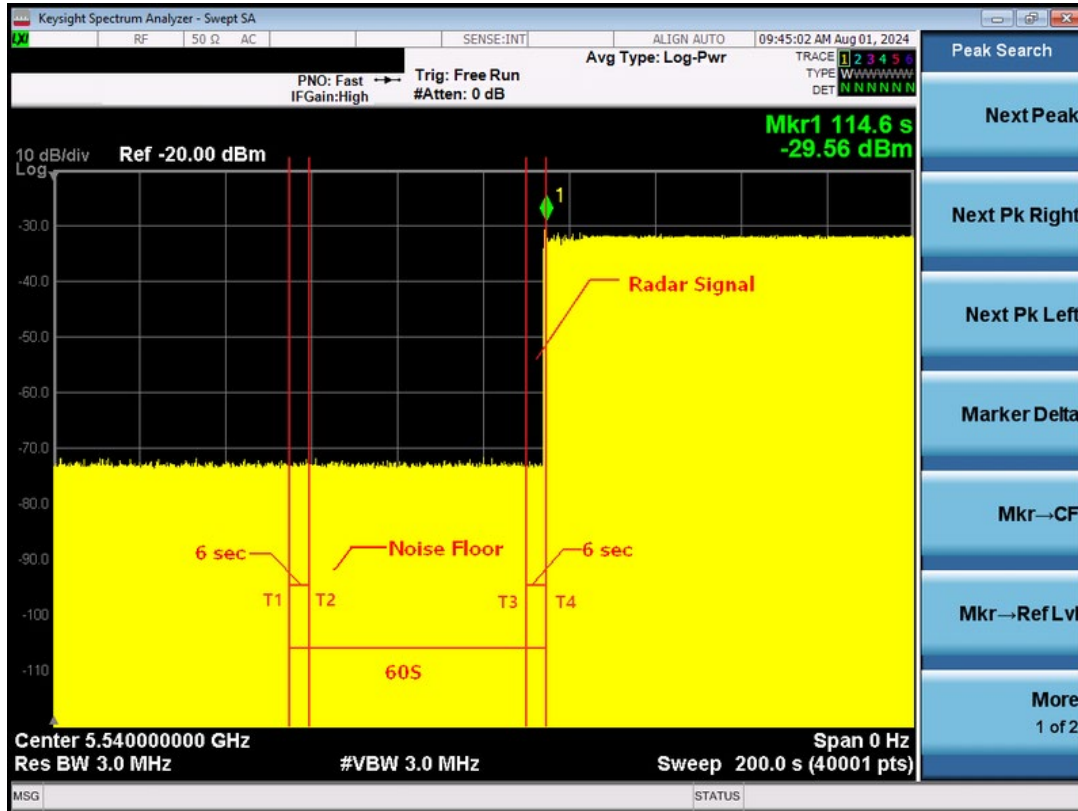 Keysight Spectrum Analyzer - Swept SA
LXI RF 50 Ω AC SENSE:INT ALIGN AUTO 09:45:02 AM Aug 01, 2024
Avg Type: Log-Pwr
TRACE 1 2 3 4 5 6
TYPE WWWWWW
DET N N N N N N
PNO: Fast
IFGain:High
Trig: Free Run
#Atten: 0 dB
Mkr1 114.6 s
-29.56 dBm
10 dB/div
Log
Ref -20.00 dBm
1
-30.0
-40.0
-50.0
-60.0
-70.0
-80.0
-90.0
-100
-110
Radar Signal
6 sec
Noise Floor
6 sec
T1 T2 T3 T4
60S
Center 5.540000000 GHz Span 0 Hz
Res BW 3.0 MHz #VBW 3.0 MHz Sweep 200.0 s (40001 pts)
MSG STATUS
Peak Search
Next Peak
Next Pk Right
Next Pk Left
Marker Delta
Mkr→CF
Mkr→Ref Lvl
More
1 of 2